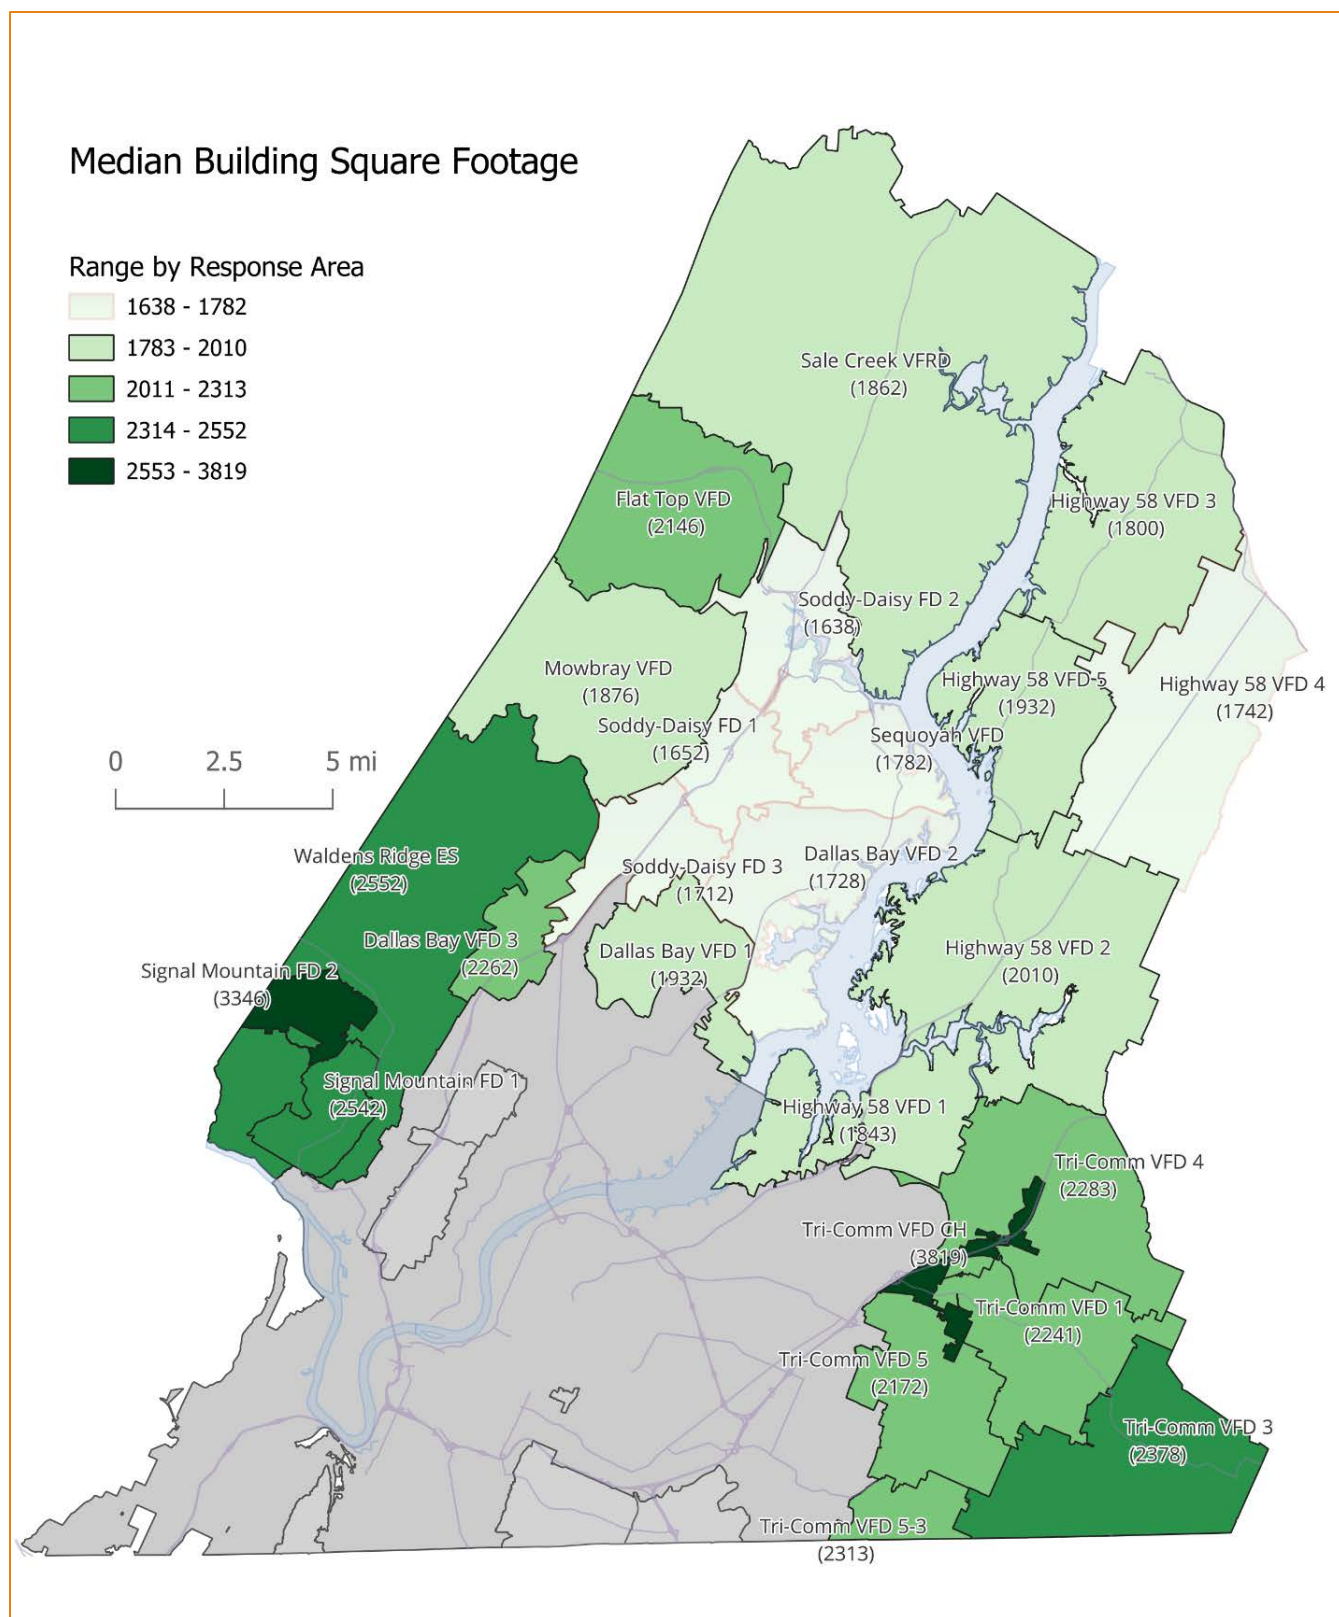 Median Building Square Footage
Range by Response Area
1638 - 1782
1783 - 2010
2011 - 2313
2314 - 2552
2553 - 3819
Sale Creek VFRD
(1862)
Flat Top VFD
(2146)
Highway 58 VFD 3
(1800)
Soddy-Daisy FD 2
(1638)
Mowbray VFD
(1876)
Highway 58 VFD 5
(1932)
Highway 58 VFD 4
(1742)
Soddy-Daisy FD 1
(1652)
Sequoyah VFD
(1782)
0 2.5 5 mi
Waldens Ridge ES
(2552)
Soddy-Daisy FD 3
(1712)
Dallas Bay VFD 2
(1728)
Dallas Bay VFD 3
(2262)
Dallas Bay VFD 1
(1932)
Highway 58 VFD 2
(2010)
Signal Mountain FD 2
(3346)
Signal Mountain FD 1
(2542)
Highway 58 VFD 1
(1843)
Tri-Comm VFD 4
(2283)
Tri-Comm VFD CH
(3819)
Tri-Comm VFD 1
(2241)
Tri-Comm VFD 5
(2172)
Tri-Comm VFD 3
(2378)
Tri-Comm VFD 5-3
(2313)